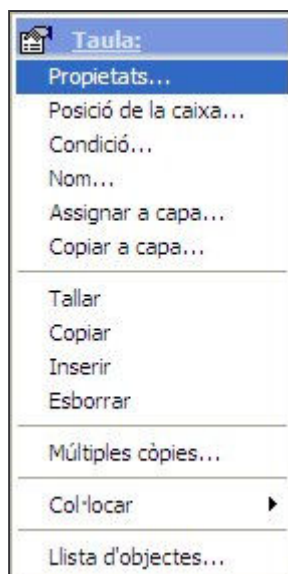 Taula:
Propietats...
Posició de la caixa...
Condició...
Nom...
Assignar a capa...
Copiar a capa...
Tallar
Copiar
Inserir
Esborrar
Múltiples còpies...
Col·locar
Llista d'objectes...